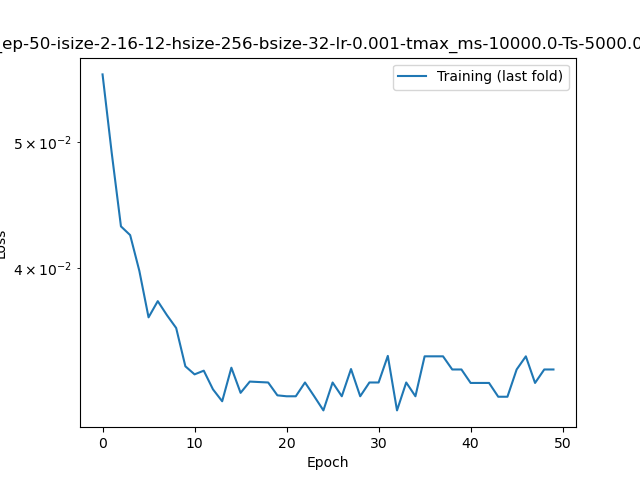 _ep-50-isize-2-16-12-hsize-256-bsize-32-lr-0.001-tmax_ms-10000.0-Ts-5000.0
Training (last fold)
5 × 10⁻²
4 × 10⁻²
Loss
0 10 20 30 40 50
Epoch